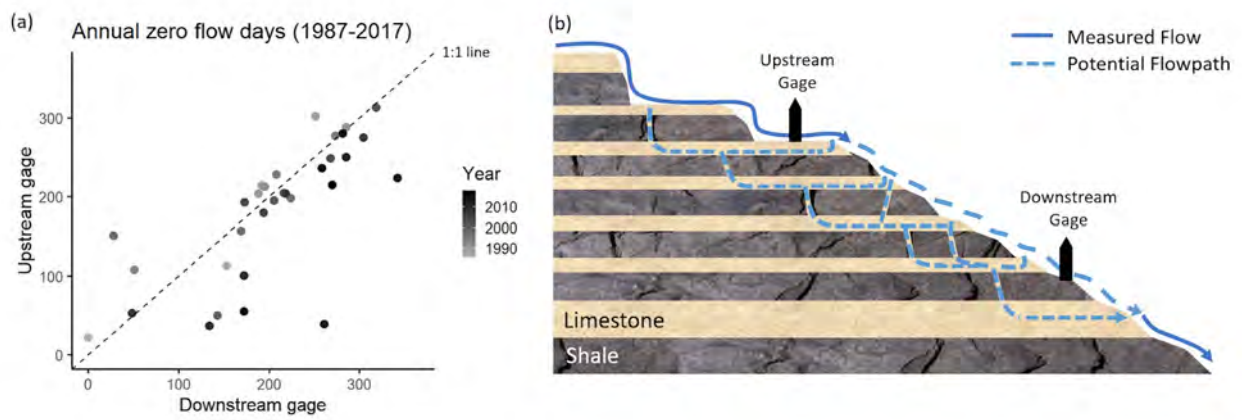 (a)
Annual zero flow days (1987-2017)
1:1 line
300
200
100
0
Upstream gage
0
100
200
300
Downstream gage
Year
2010
2000
1990
(b)
Measured Flow
Potential Flowpath
Upstream
Gage
Downstream
Gage
Limestone
Shale